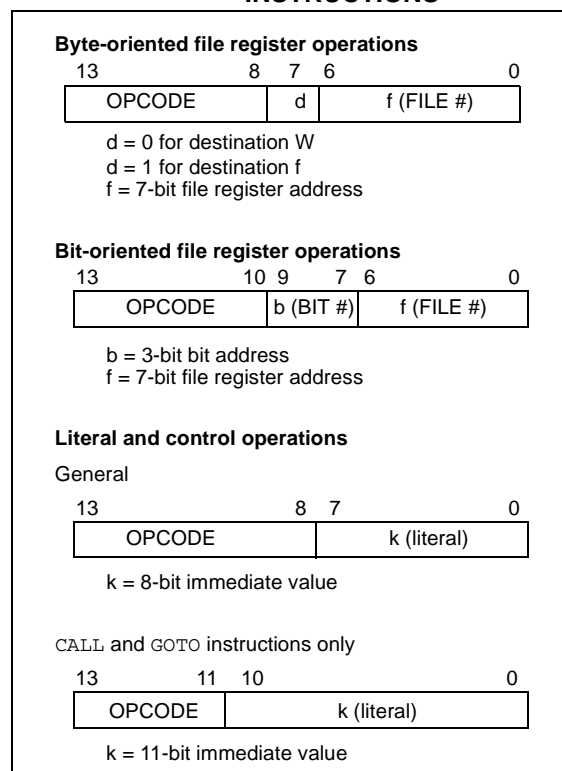 INSTRUCTIONS
Byte-oriented file register operations
13 8 7 6 0
OPCODE d f (FILE #)
d = 0 for destination W
d = 1 for destination f
f = 7-bit file register address
Bit-oriented file register operations
13 10 9 7 6 0
OPCODE b (BIT #) f (FILE #)
b = 3-bit bit address
f = 7-bit file register address
Literal and control operations
General
13 8 7 0
OPCODE k (literal)
k = 8-bit immediate value
CALL and GOTO instructions only
13 11 10 0
OPCODE k (literal)
k = 11-bit immediate value